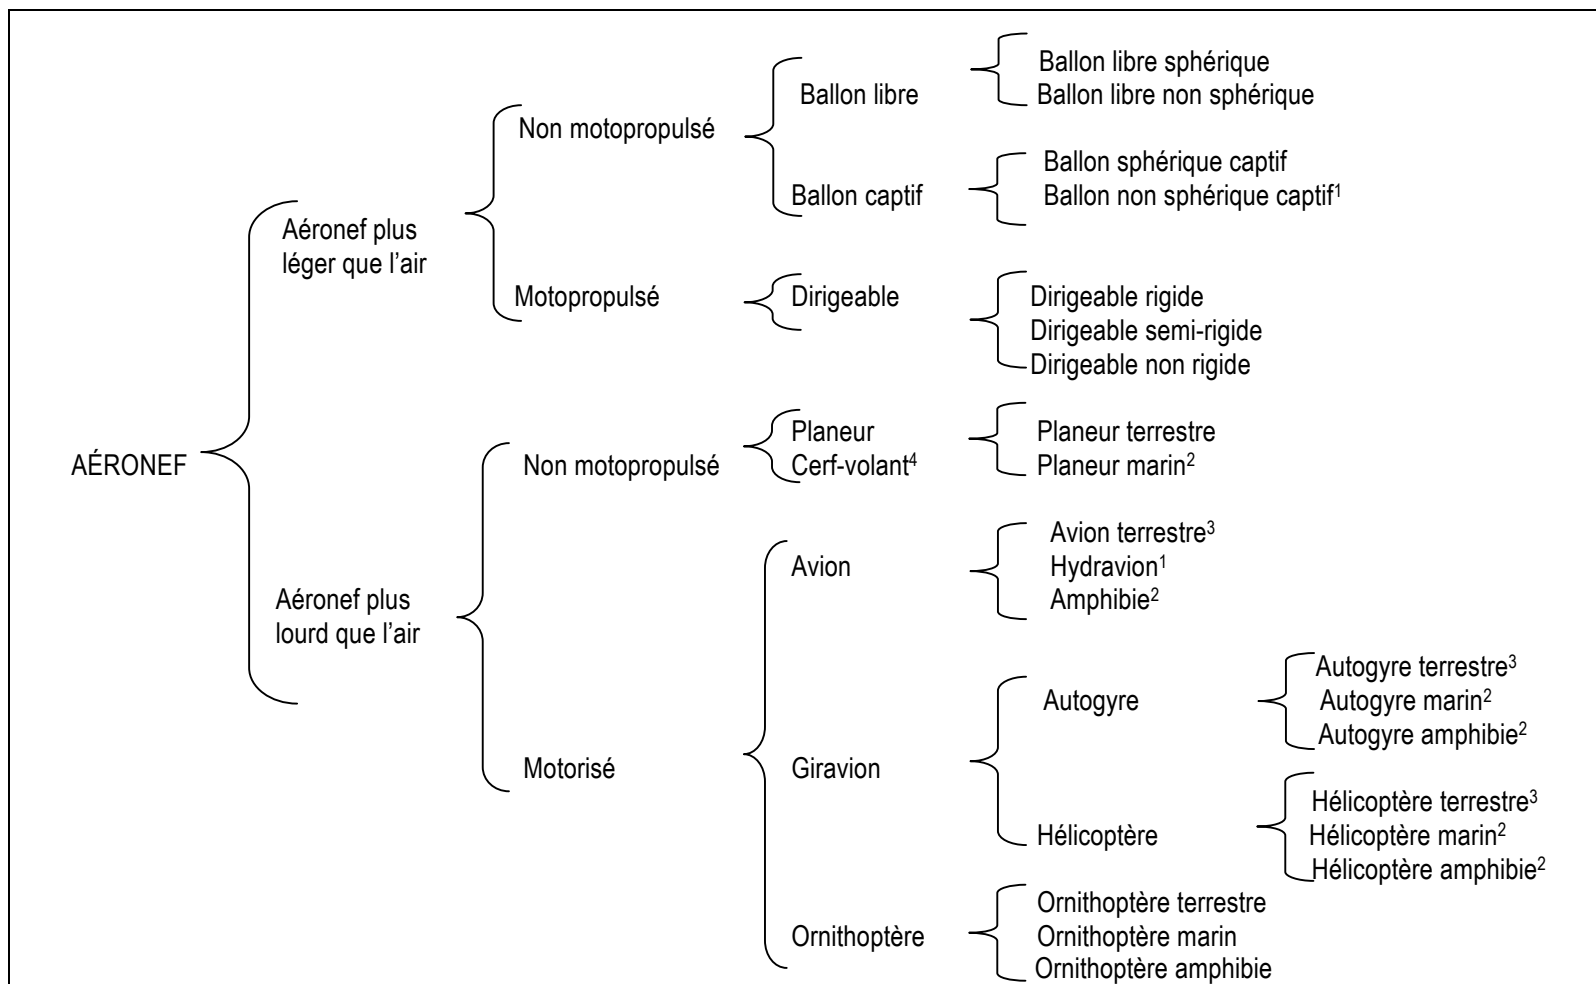 Ballon libre sphérique
Ballon libre
Ballon libre non sphérique
Non motopropulsé
Ballon sphérique captif
Ballon captif
Ballon non sphérique captif¹
Aéronef plus
léger que l’air
Motopropulsé
Dirigeable
Dirigeable rigide
Dirigeable semi-rigide
Dirigeable non rigide
AÉRONEF
Non motopropulsé
Planeur
Cerf-volant⁴
Planeur terrestre
Planeur marin²
Aéronef plus
lourd que l’air
Avion
Avion terrestre³
Hydravion¹
Amphibie²
Motorisé
Giravion
Autogyre
Autogyre terrestre³
Autogyre marin²
Autogyre amphibie²
Hélicoptère
Hélicoptère terrestre³
Hélicoptère marin²
Hélicoptère amphibie²
Ornithoptère
Ornithoptère terrestre
Ornithoptère marin
Ornithoptère amphibie